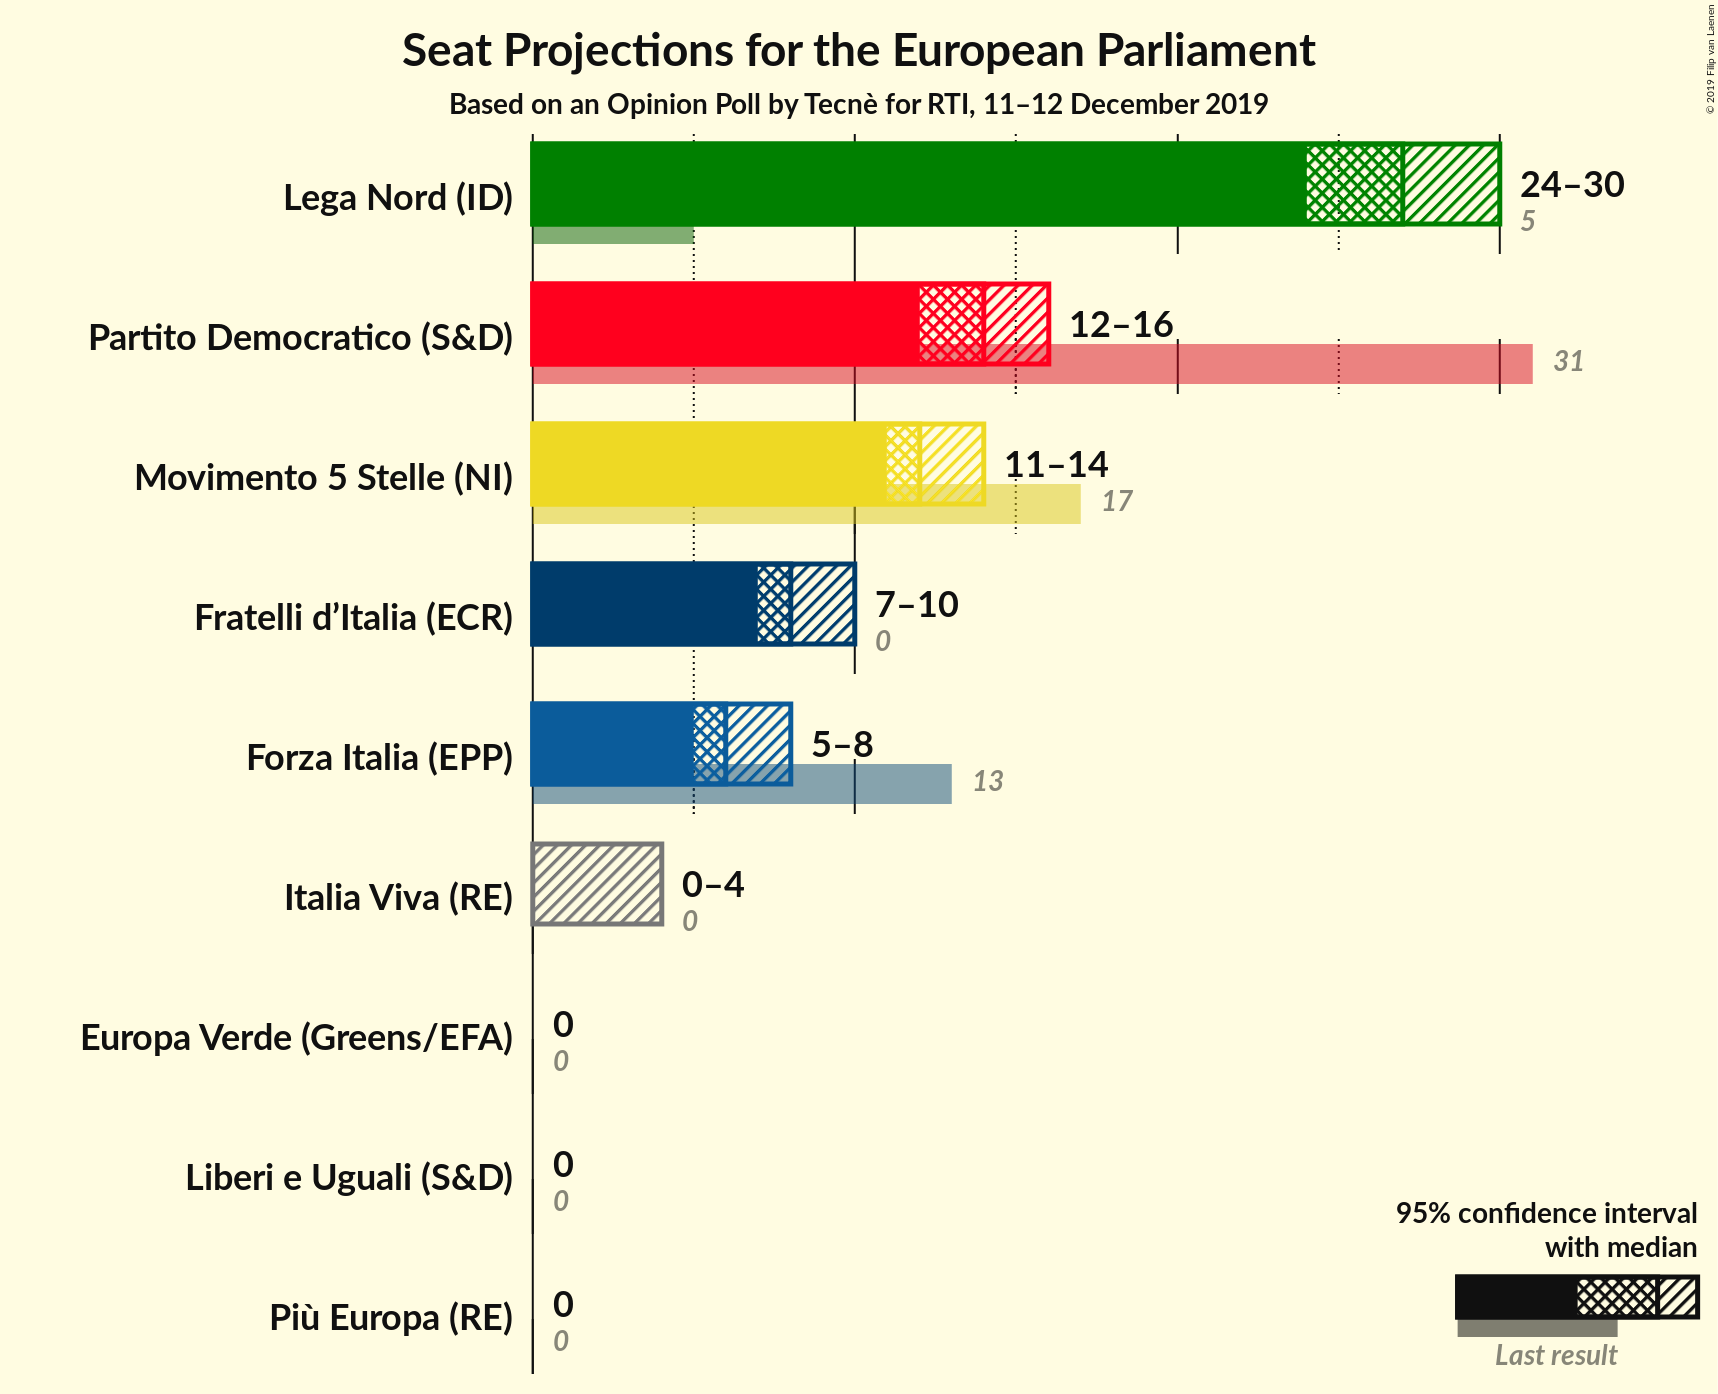 Seat Projections for the European Parliament
Based on an Opinion Poll by Tecnè for RTI, 11–12 December 2019
© 2019 Filip van Laenen
Lega Nord (ID)
24–30
5
Partito Democratico (S&D)
12–16
31
Movimento 5 Stelle (NI)
11–14
17
Fratelli d’Italia (ECR)
7–10
0
Forza Italia (EPP)
5–8
13
Italia Viva (RE)
0–4
0
Europa Verde (Greens/EFA)
0
0
Liberi e Uguali (S&D)
0
0
Più Europa (RE)
0
0
95% confidence interval
with median
Last result